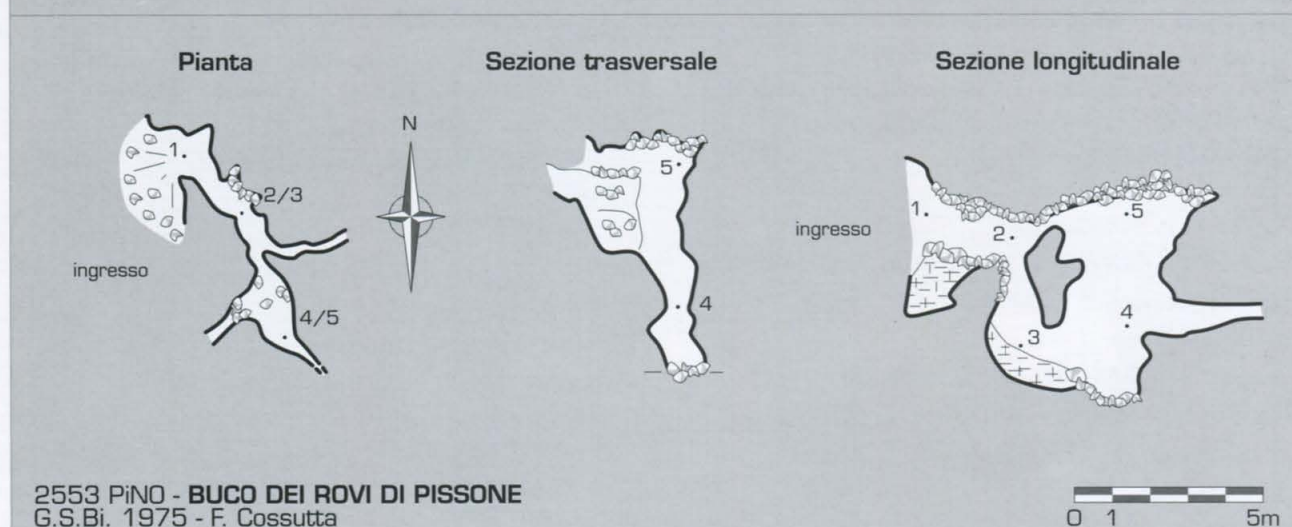 Pianta
Sezione trasversale
Sezione longitudinale
N
1
2/3
ingresso
4/5
5
4
ingresso
1
2
5
3
4
2553 PiNO - BUCO DEI ROVI DI PISSONE
G.S.Bi. 1975 - F. Cossutta
0 1 5m